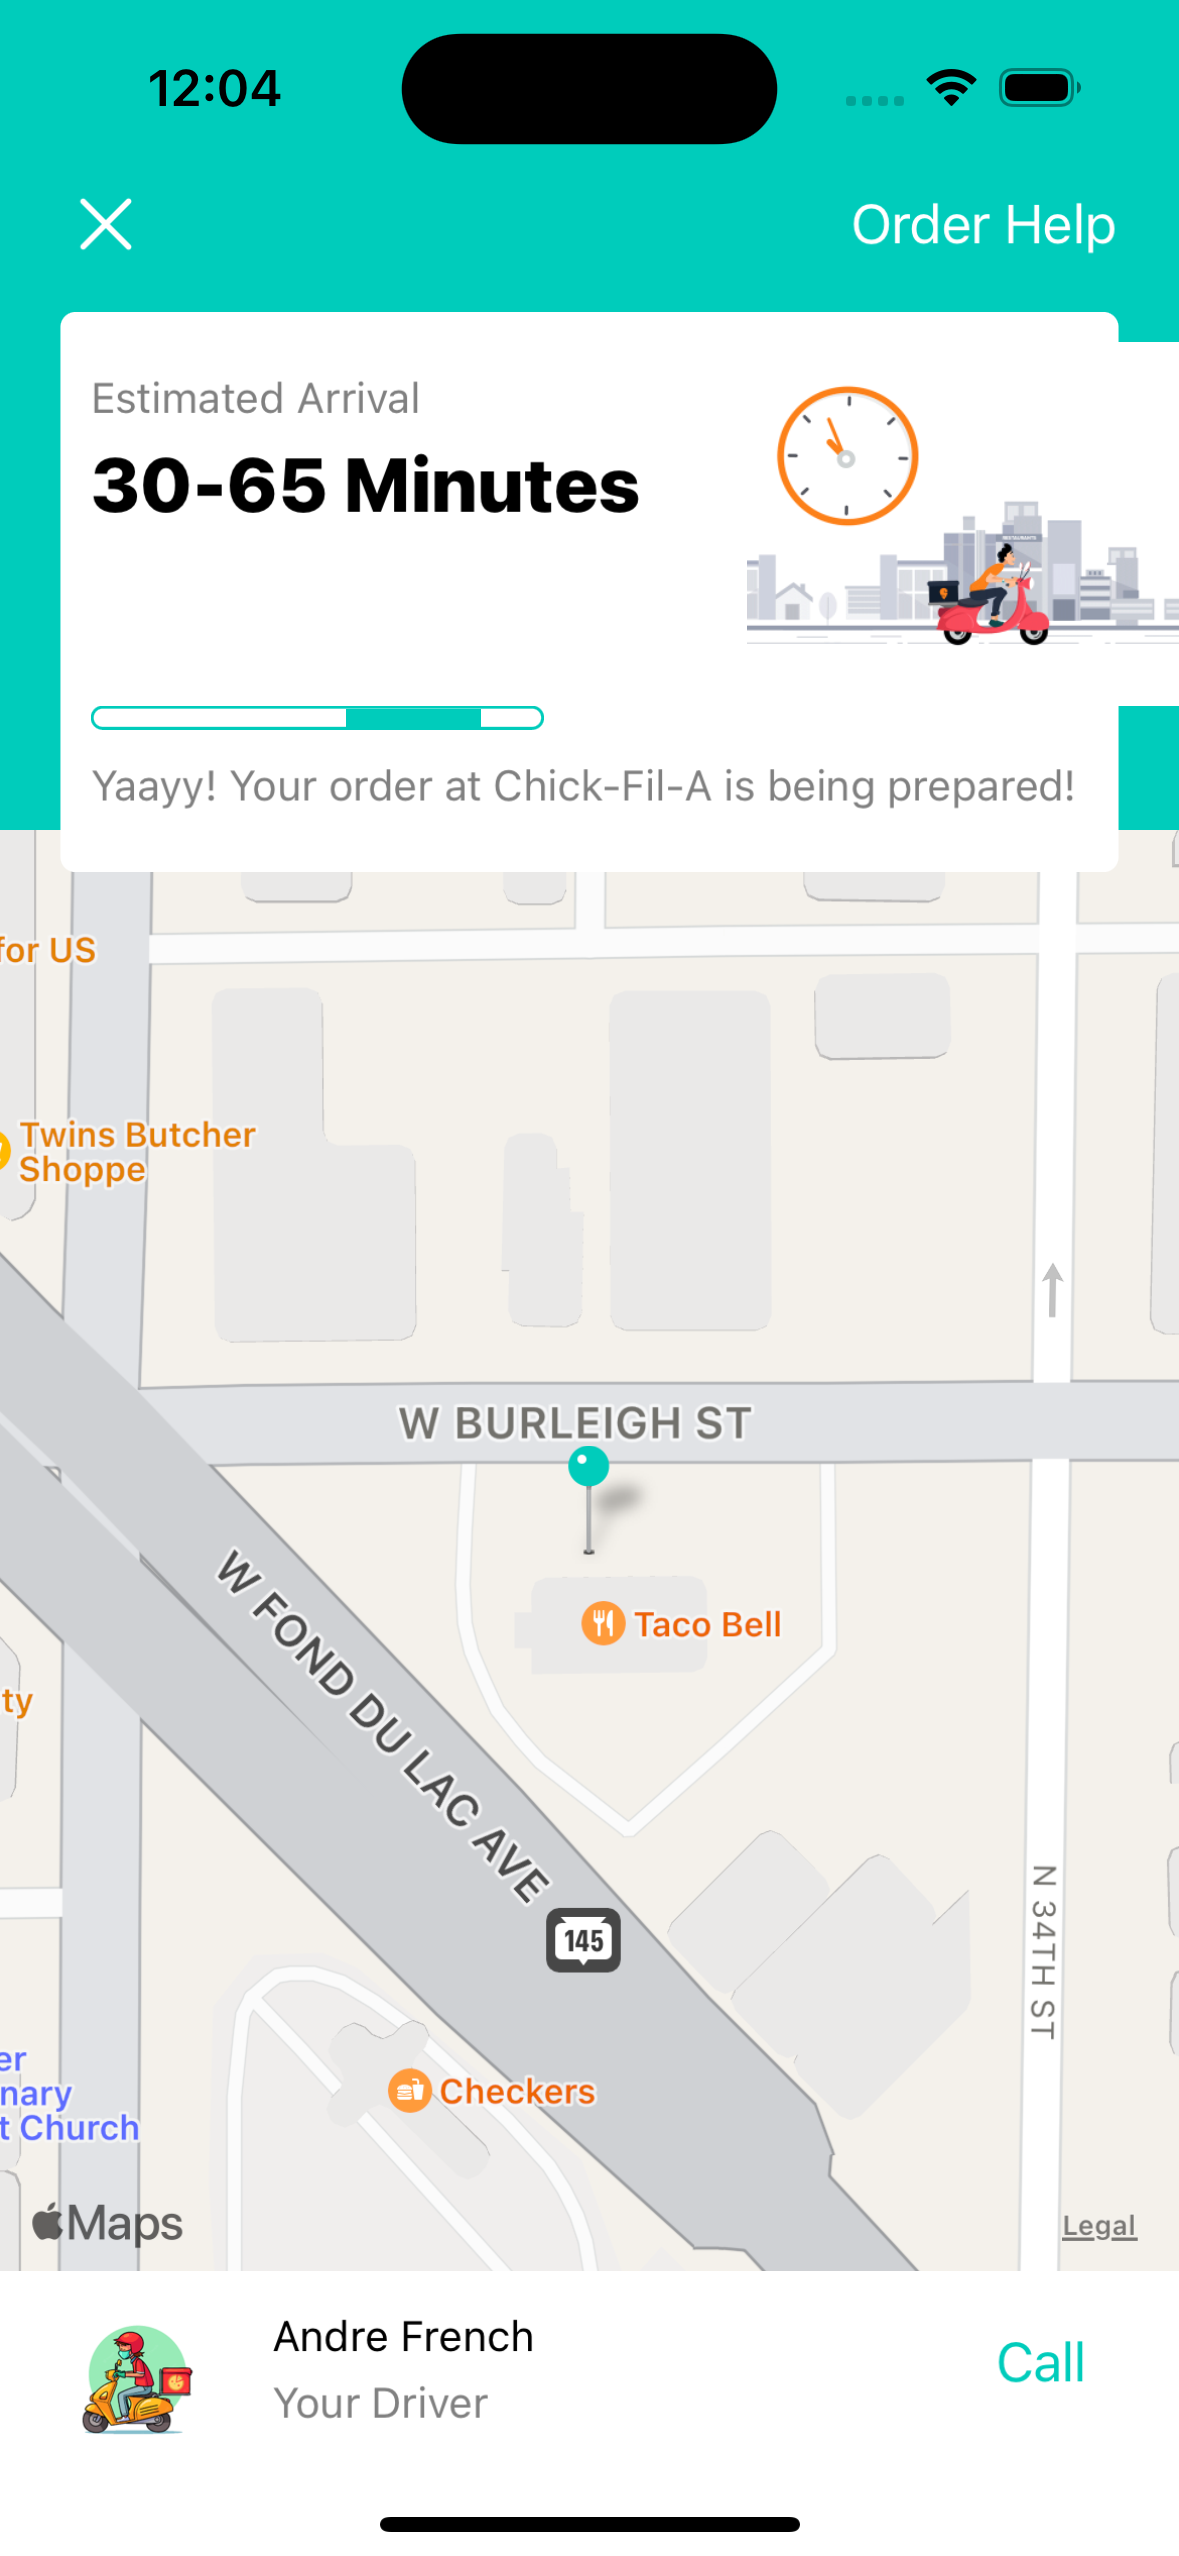 12:04
Order Help
Estimated Arrival
30-65 Minutes
RESTAURANTS
Yaayy! Your order at Chick-Fil-A is being prepared!
for US
Twins Butcher
Shoppe
W BURLEIGH ST
W FOND DU LAC AVE
Taco Bell
ty
145
N 34TH ST
er
nary
t Church
Checkers
Maps
Legal
Andre French
Your Driver
Call